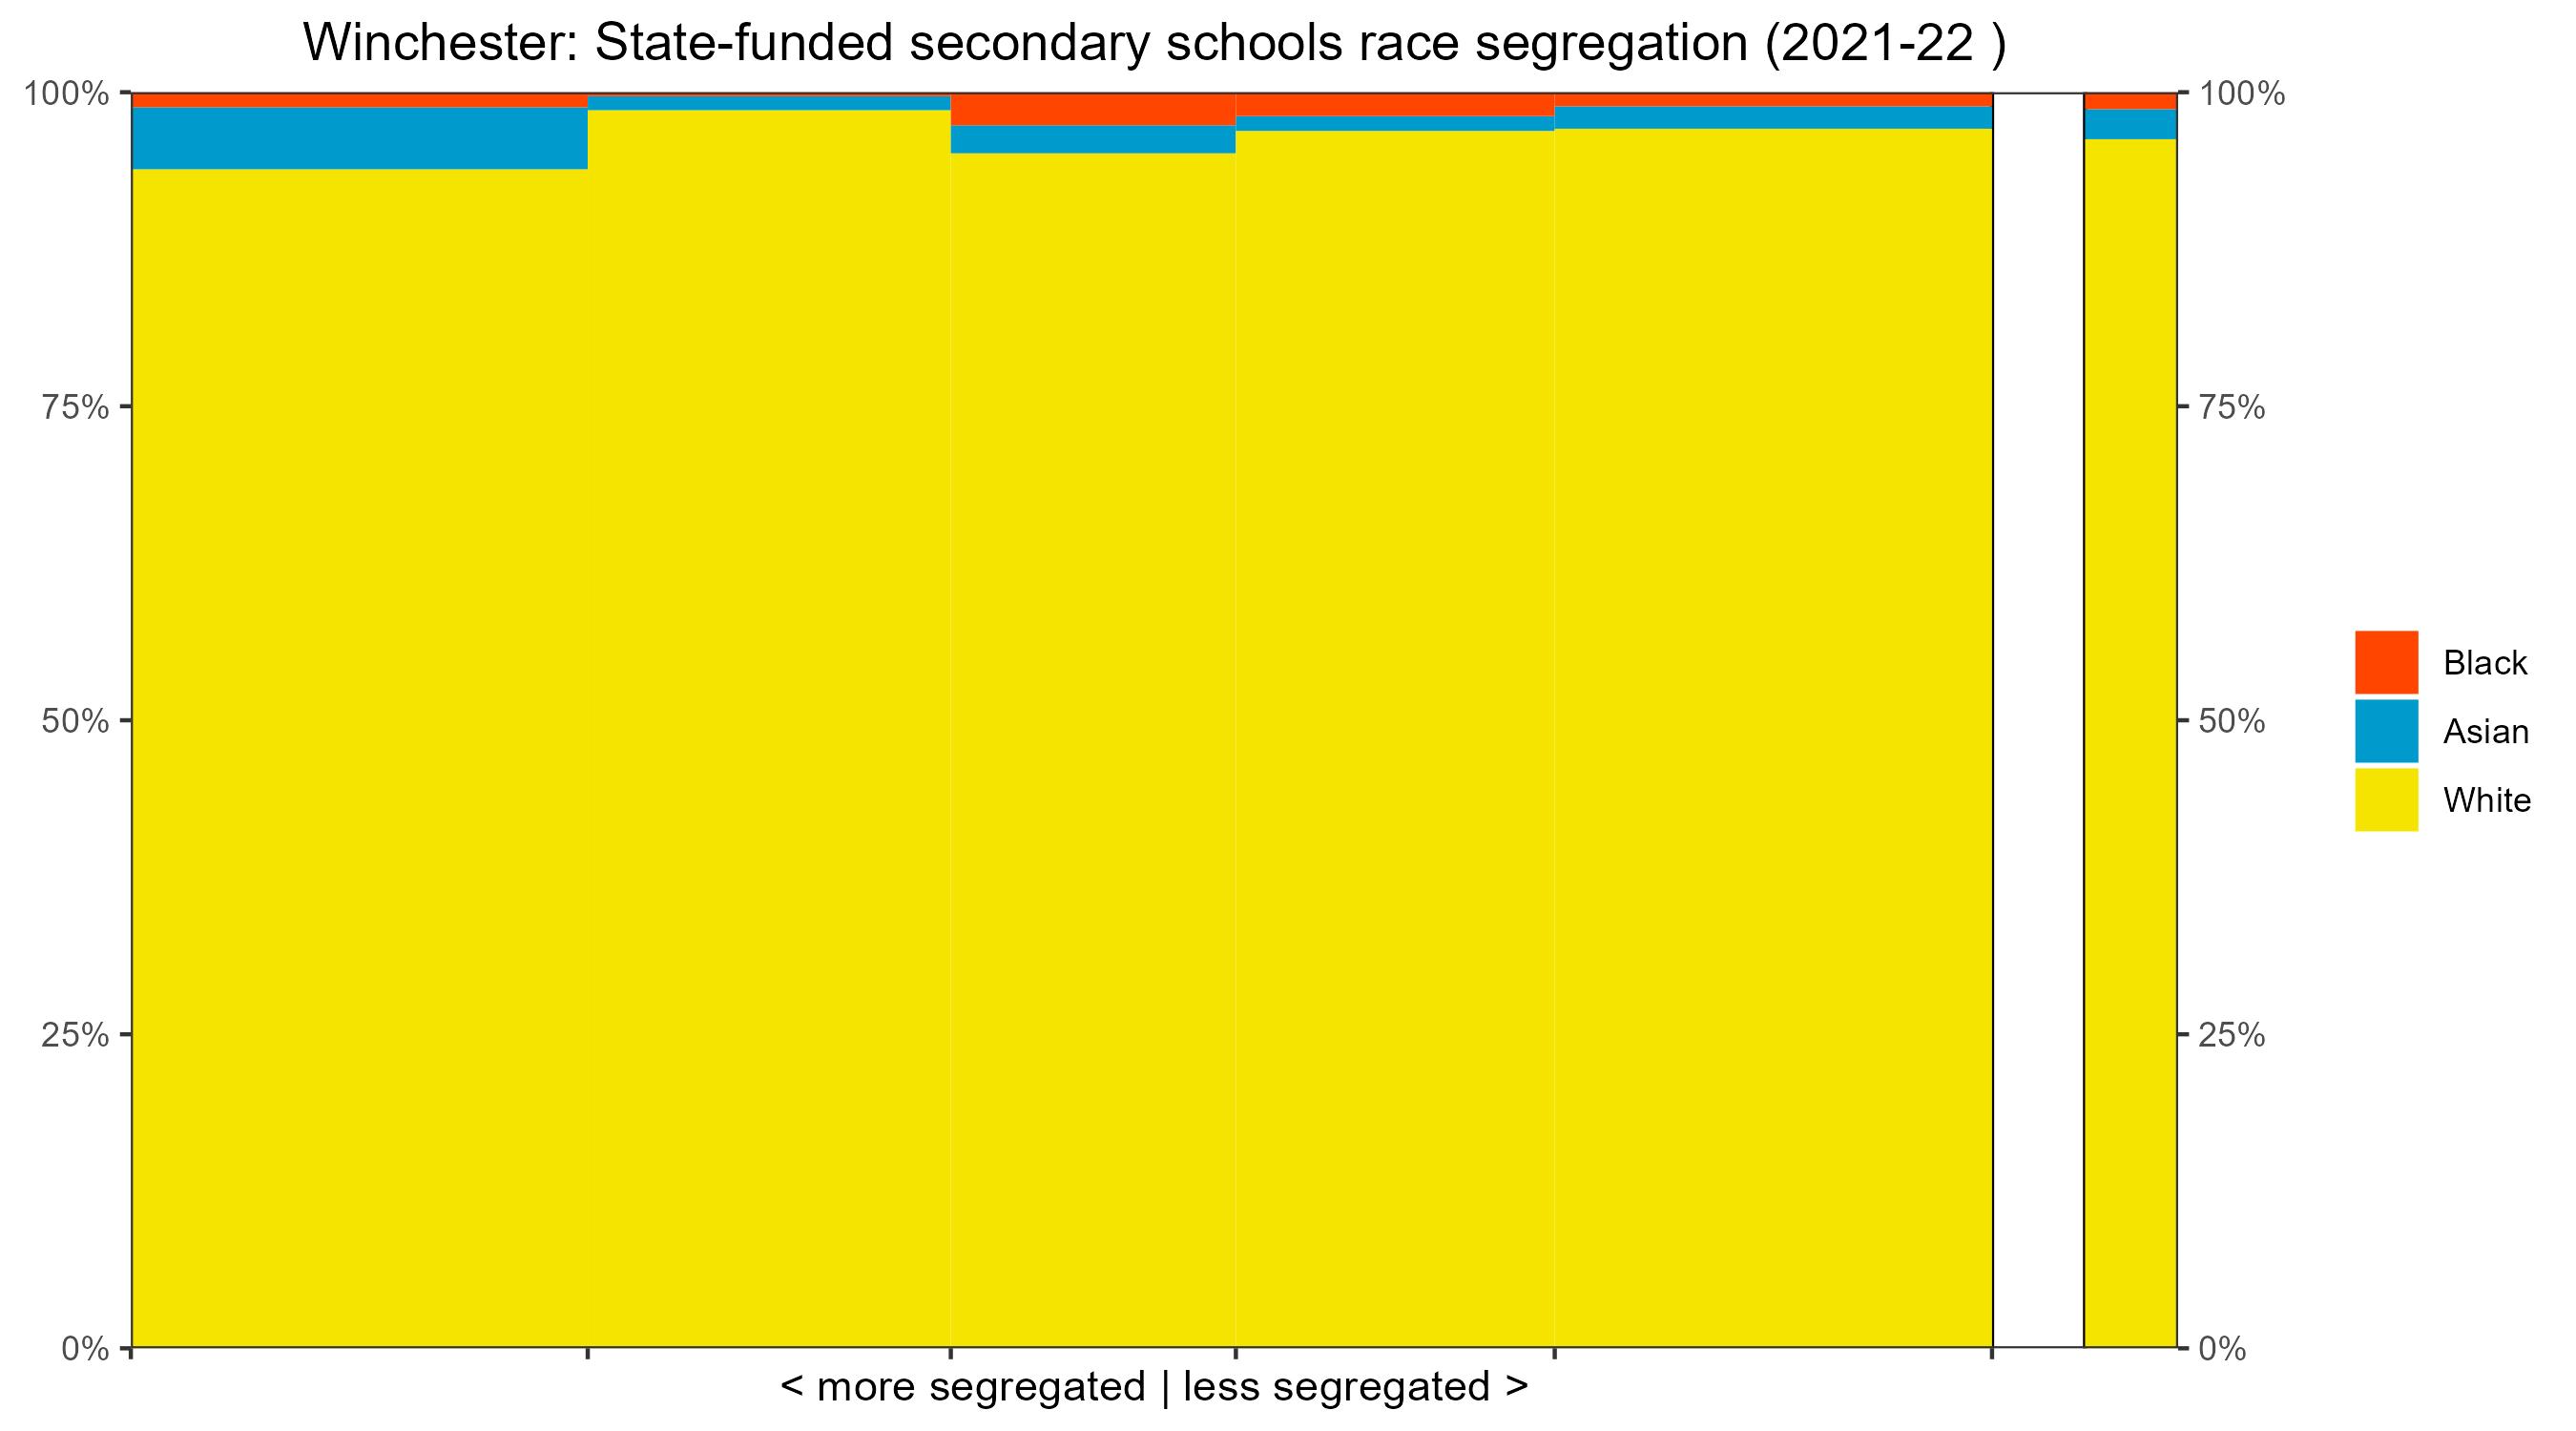 Winchester: State-funded secondary schools race segregation (2021-22 )
100%
75%
50%
25%
0%
100%
75%
50%
25%
0%
Black
Asian
White
< more segregated | less segregated >